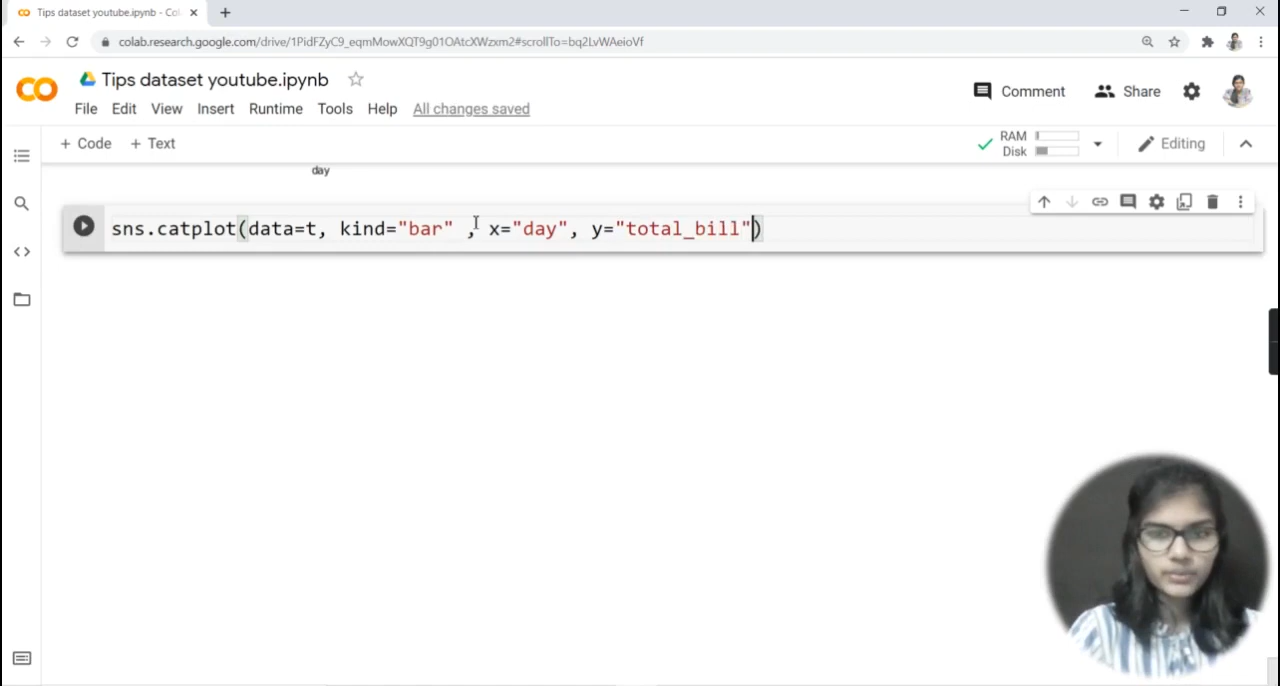 Tips dataset youtube.ipynb - Co
colab.research.google.com/drive/1PidFZyC9_eqmMowXQT9g01OAtcXWzxm2#scrollTo=bq2LvWAeioVf
Tips dataset youtube.ipynb
File Edit View Insert Runtime Tools Help All changes saved
Comment Share
+ Code + Text
RAM
Disk
Editing
day
sns.catplot(data=t, kind="bar" , x="day", y="total_bill")